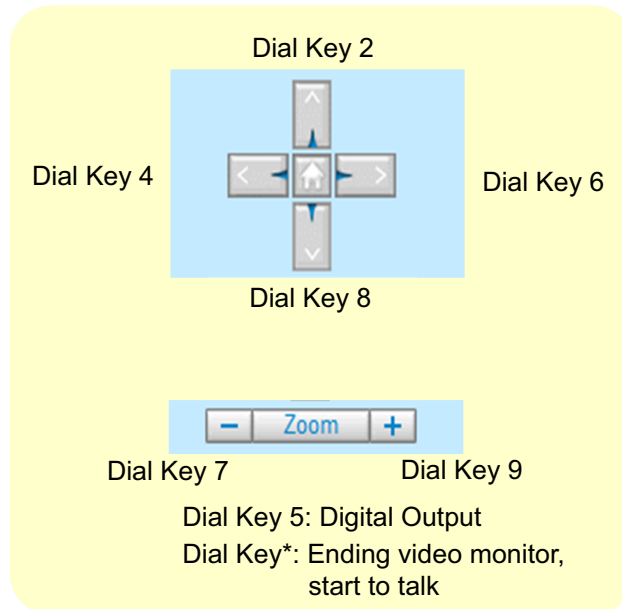 Dial Key 2
Dial Key 4
Dial Key 6
Dial Key 8
Zoom
Dial Key 7
Dial Key 9
Dial Key 5: Digital Output
Dial Key*: Ending video monitor,
start to talk